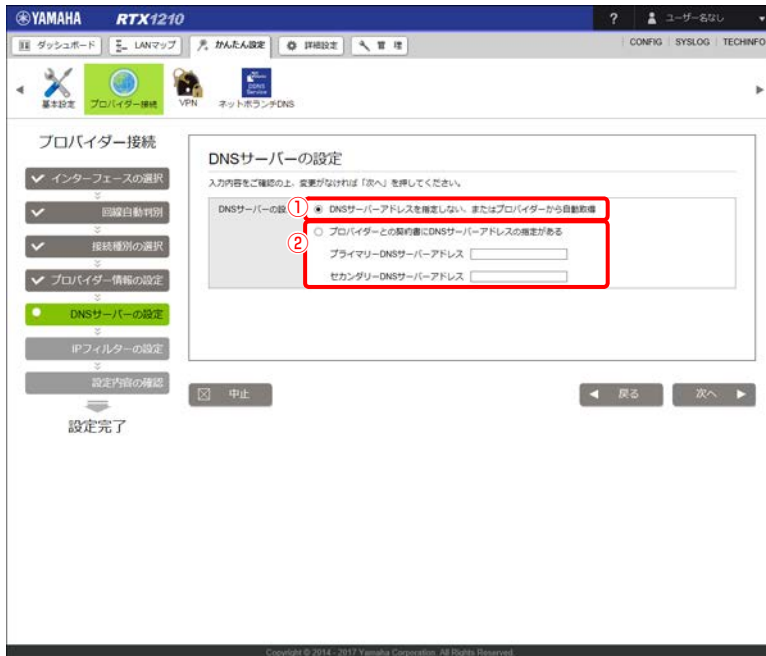 YAMAHA RTX1210 ? ユーザー名なし
ダッシュボード LANマップ かんたん設定 詳細設定 管 理 CONFIG SYSLOG TECHINFO
基本設定 プロバイダー接続 VPN DDNS Service ネットボランチDNS
プロバイダー接続
インターフェースの選択
回線自動判別
接続種別の選択
プロバイダー情報の設定
DNSサーバーの設定
IPフィルターの設定
設定内容の確認
設定完了
DNSサーバーの設定
入力内容をご確認の上、変更がなければ「次へ」を押してください。
DNSサーバーの設 ① DNSサーバーアドレスを指定しない、またはプロバイダーから自動取得
② プロバイダーとの契約書にDNSサーバーアドレスの指定がある
プライマリーDNSサーバーアドレス
セカンダリーDNSサーバーアドレス
中止 戻る 次へ
Copyright © 2014 - 2017 Yamaha Corporation. All Rights Reserved.